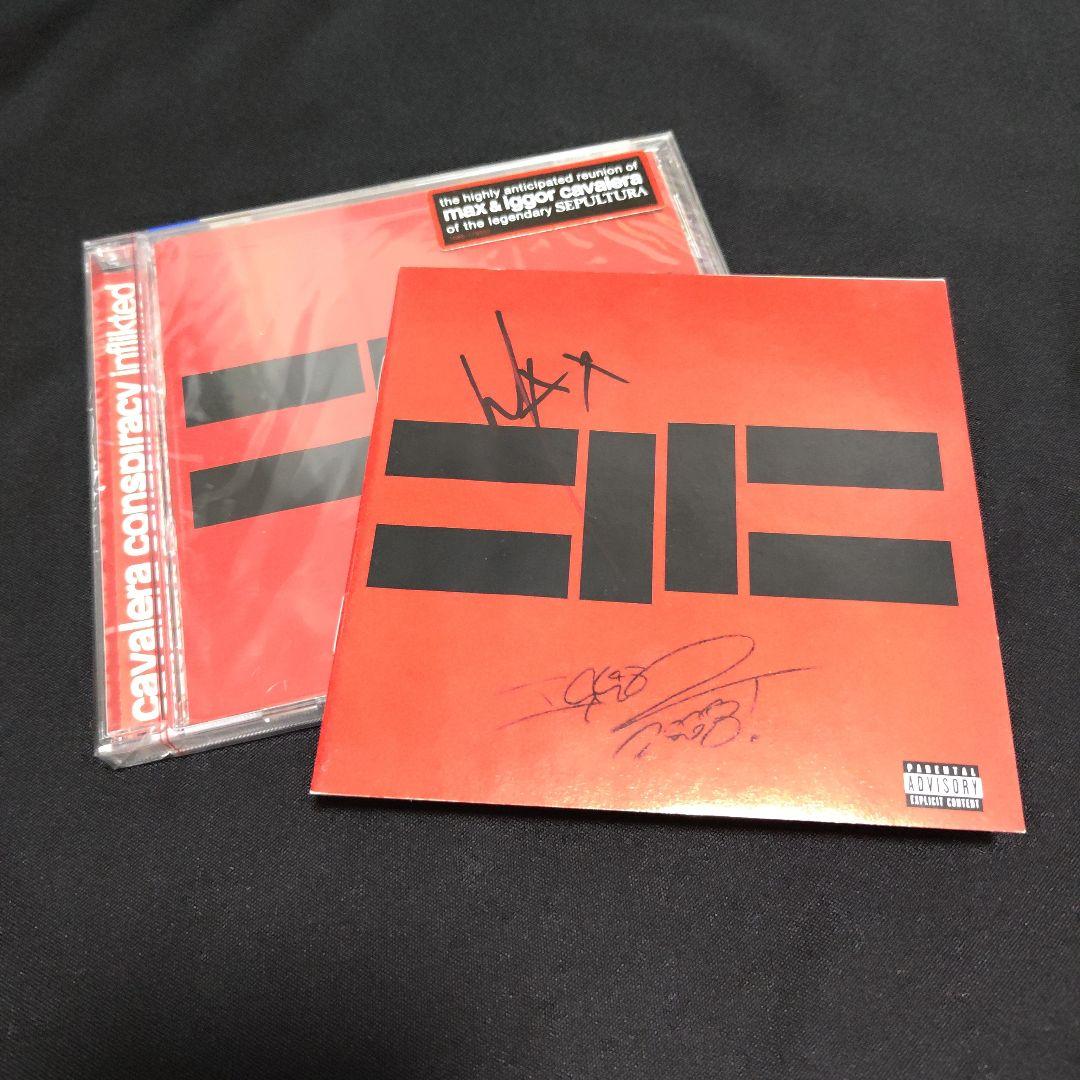 the highly anticipated reunion of
max & iggor cavalera
of the legendary SEPULTURA
cavalera conspiracy inflikted
MAX
PARENTAL
ADVISORY
EXPLICIT CONTENT